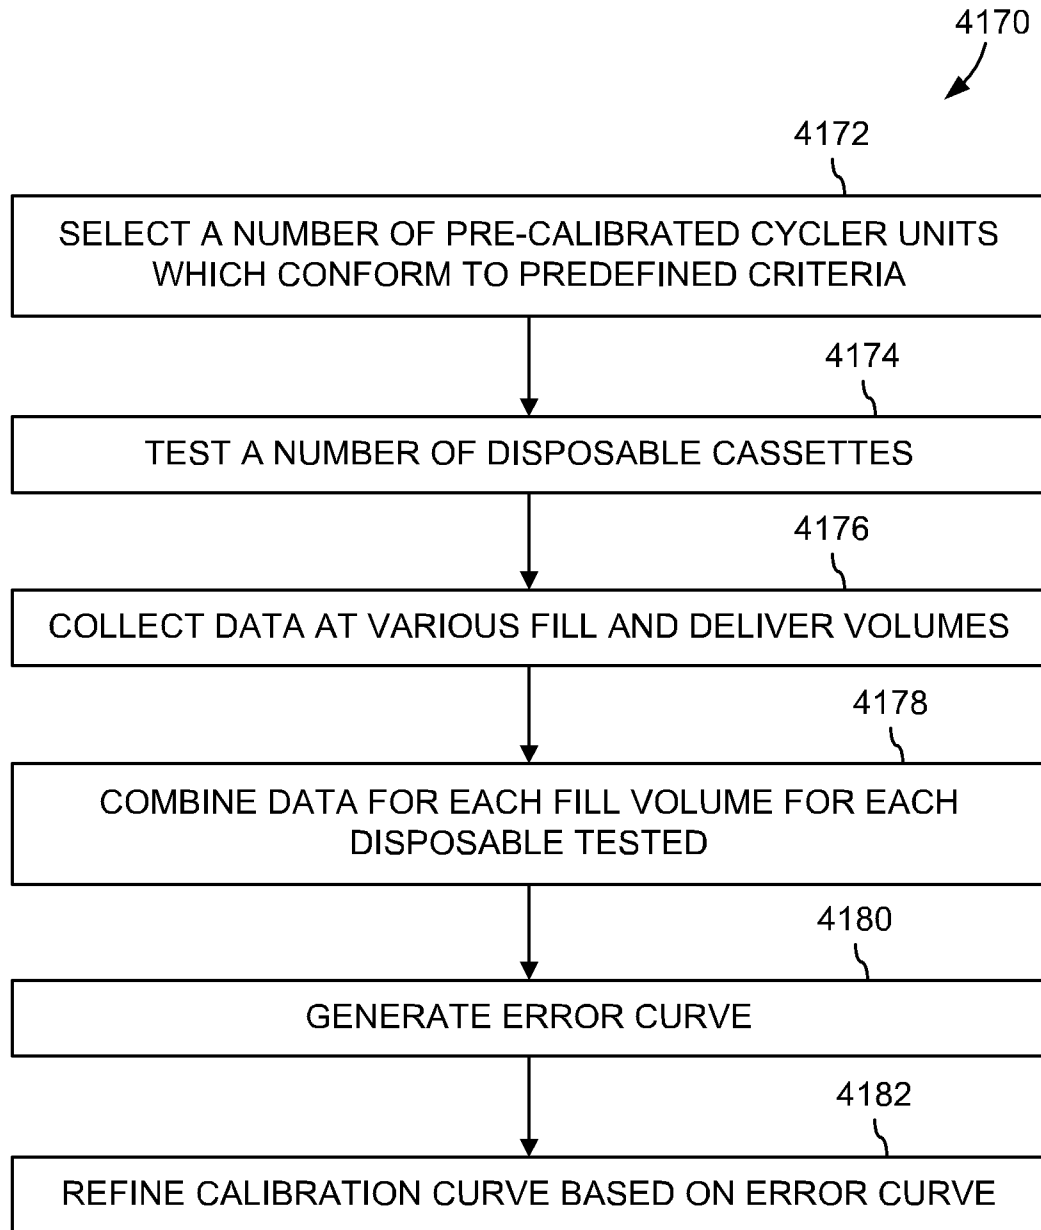 4170
4172
SELECT A NUMBER OF PRE-CALIBRATED CYCLER UNITS
WHICH CONFORM TO PREDEFINED CRITERIA
4174
TEST A NUMBER OF DISPOSABLE CASSETTES
4176
COLLECT DATA AT VARIOUS FILL AND DELIVER VOLUMES
4178
COMBINE DATA FOR EACH FILL VOLUME FOR EACH
DISPOSABLE TESTED
4180
GENERATE ERROR CURVE
4182
REFINE CALIBRATION CURVE BASED ON ERROR CURVE